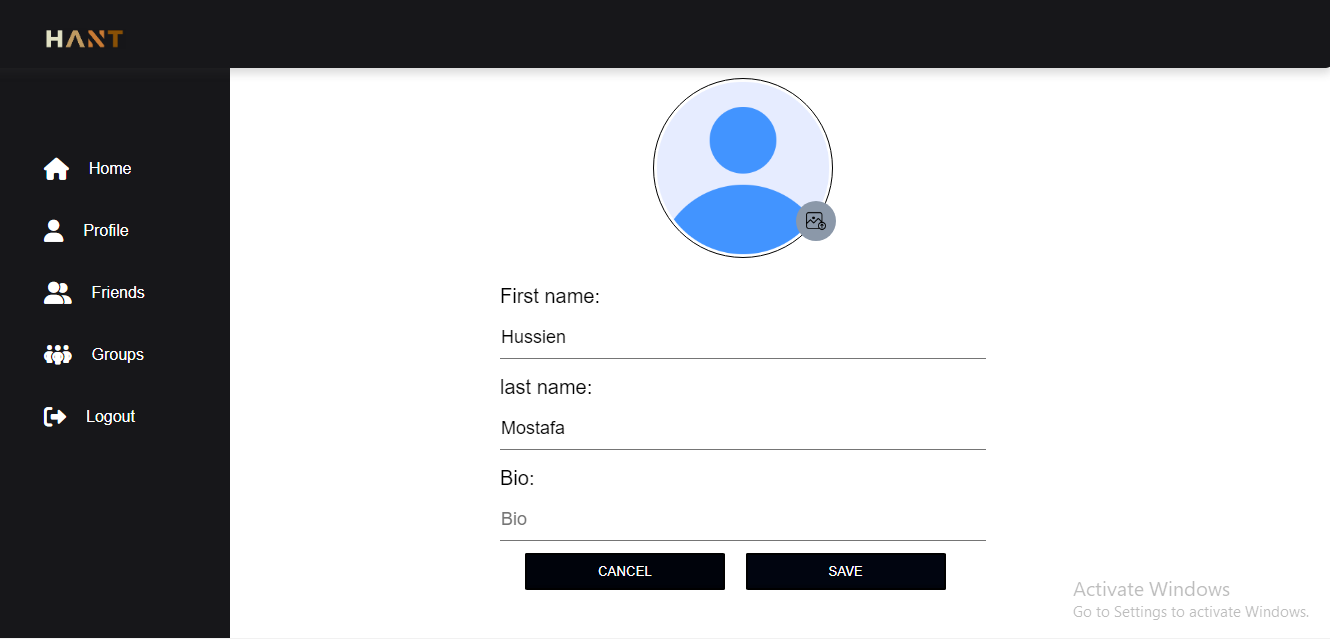 HANT
Home
Profile
Friends
Groups
Logout
First name:
Hussien
last name:
Mostafa
Bio:
Bio
CANCEL
SAVE
Activate Windows
Go to Settings to activate Windows.